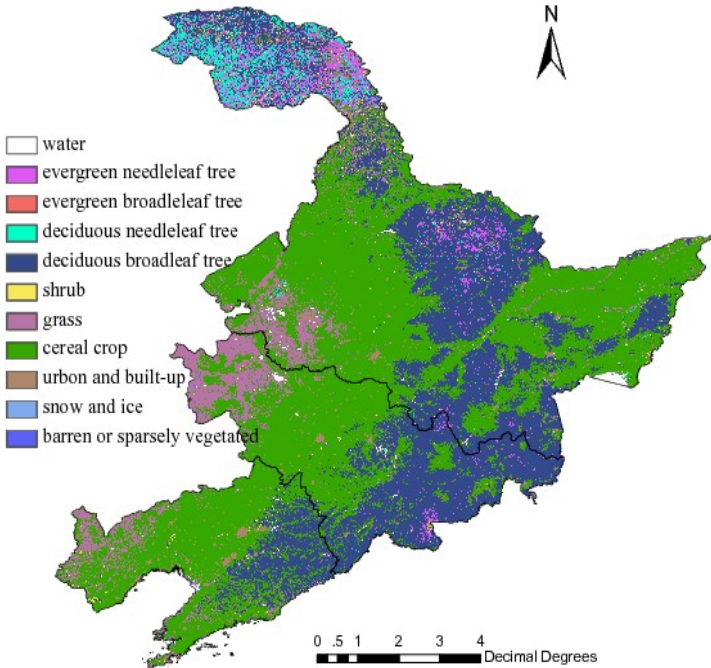 N
water
evergreen needleleaf tree
evergreen broadleaf tree
deciduous needleleaf tree
deciduous broadleaf tree
shrub
grass
cereal crop
urbon and built-up
snow and ice
barren or sparsely vegetated
0 .5 1 2 3 4
Decimal Degrees